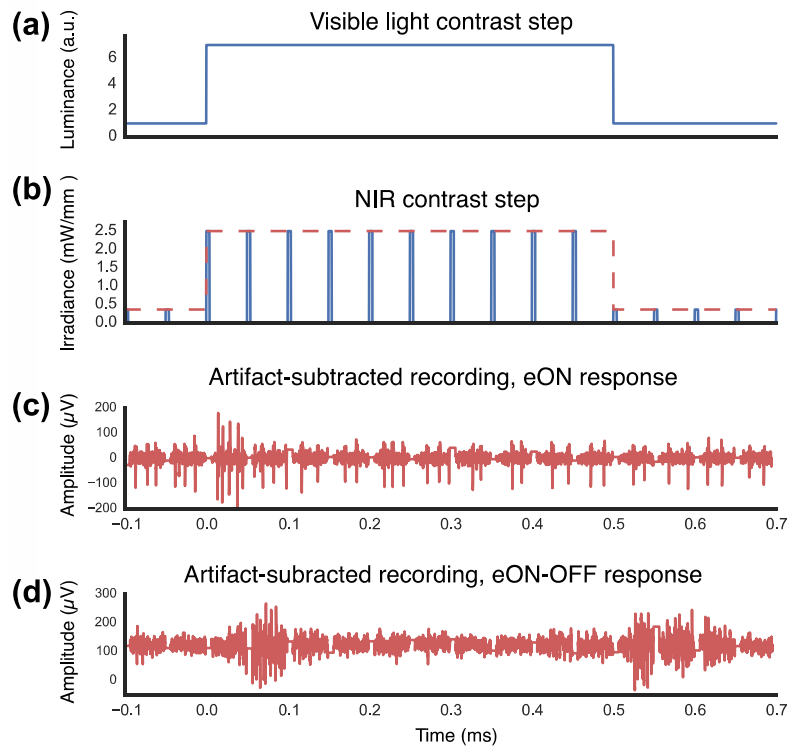 (a)
Visible light contrast step
Luminance (a.u.)
6
4
2
0
(b)
NIR contrast step
Irradiance (mW/mm)
2.5
2.0
1.5
1.0
0.5
0.0
(c)
Artifact-subtracted recording, eON response
Amplitude (µV)
200
100
0
−100
−200
−0.1 0.0 0.1 0.2 0.3 0.4 0.5 0.6 0.7
(d)
Artifact-subracted recording, eON-OFF response
Amplitude (µV)
300
200
100
0
−0.1 0.0 0.1 0.2 0.3 0.4 0.5 0.6 0.7
Time (ms)